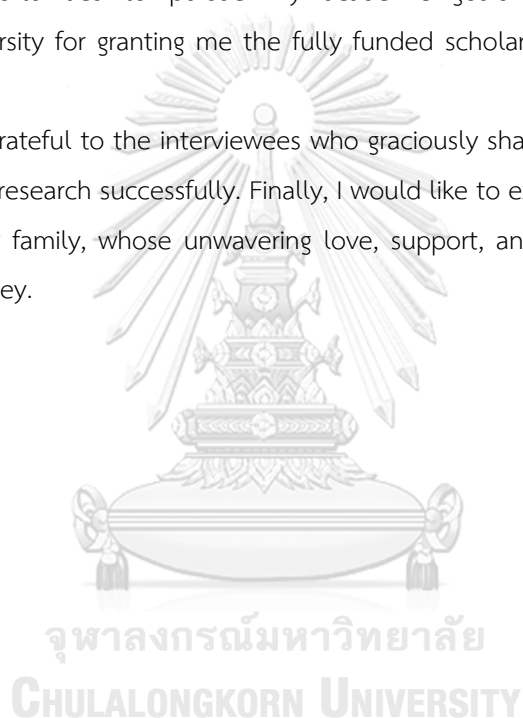 rsity for granting me the fully funded scholar
rateful to the interviewees who graciously sha
research successfully. Finally, I would like to e
family, whose unwavering love, support, an
ey.
จุฬาลงกรณ์มหาวิทยาลัย
CHULALONGKORN UNIVERSITY